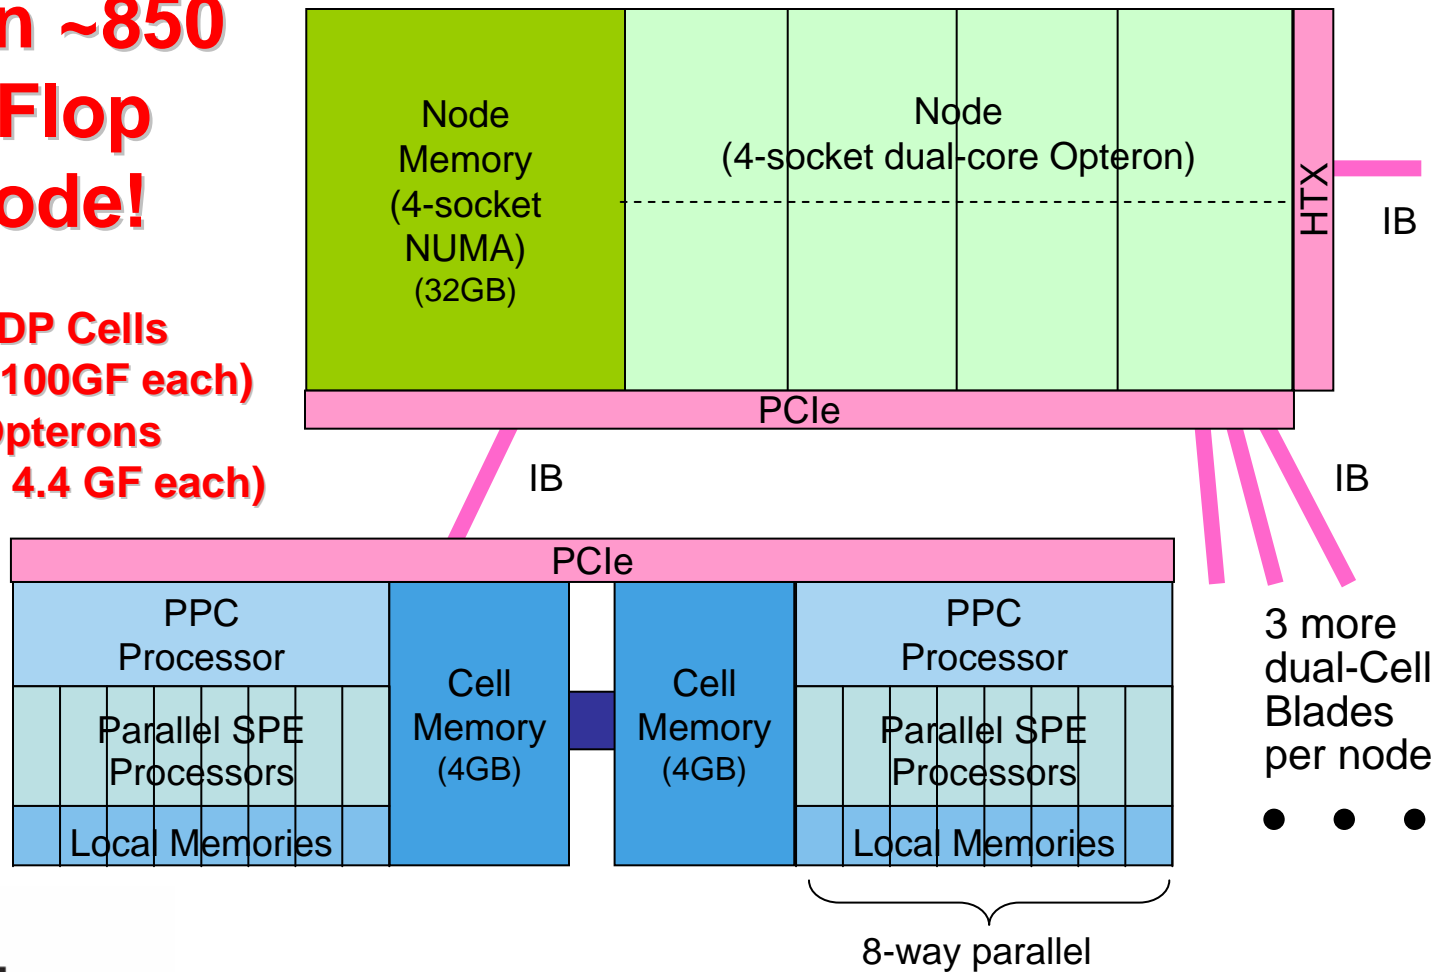 n ~850
Flop
ode!
DP Cells
100GF each)
Opterons
4.4 GF each)
Node
Memory
(4-socket
NUMA)
(32GB)
Node
(4-socket dual-core Opteron)
HTX
IB
PCIe
IB
IB
PCIe
PPC
Processor
Parallel SPE
Processors
Local Memories
Cell
Memory
(4GB)
Cell
Memory
(4GB)
PPC
Processor
Parallel SPE
Processors
Local Memories
3 more
dual-Cell
Blades
per node
• • •
8-way parallel